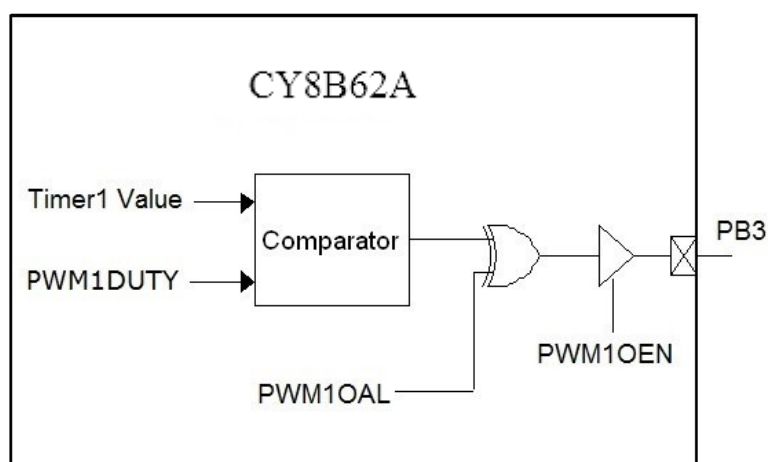 CY8B62A
Timer1 Value
Comparator
PWM1DUTY
PB3
PWM1OEN
PWM1OAL